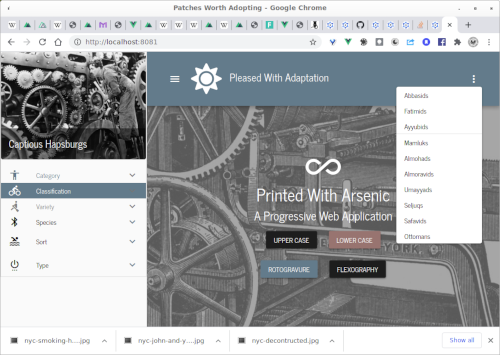 Patches Worth Adopting - Google Chrome
http://localhost:8081
Captious Hapsburgs
Category
Classification
Variety
Species
Sort
Type
Pleased With Adaptation
Abbasids
Fatimids
Ayyubids
Mamluks
Almohads
Almoravids
Umayyads
Seljuqs
Safavids
Ottomans
Printed With Arsenic
A Progressive Web Application
UPPER CASE
LOWER CASE
ROTOGRAVURE
FLEXOGRAPHY
nyc-smoking-h....jpg
nyc-john-and-y....jpg
nyc-decontructed.jpg
Show all